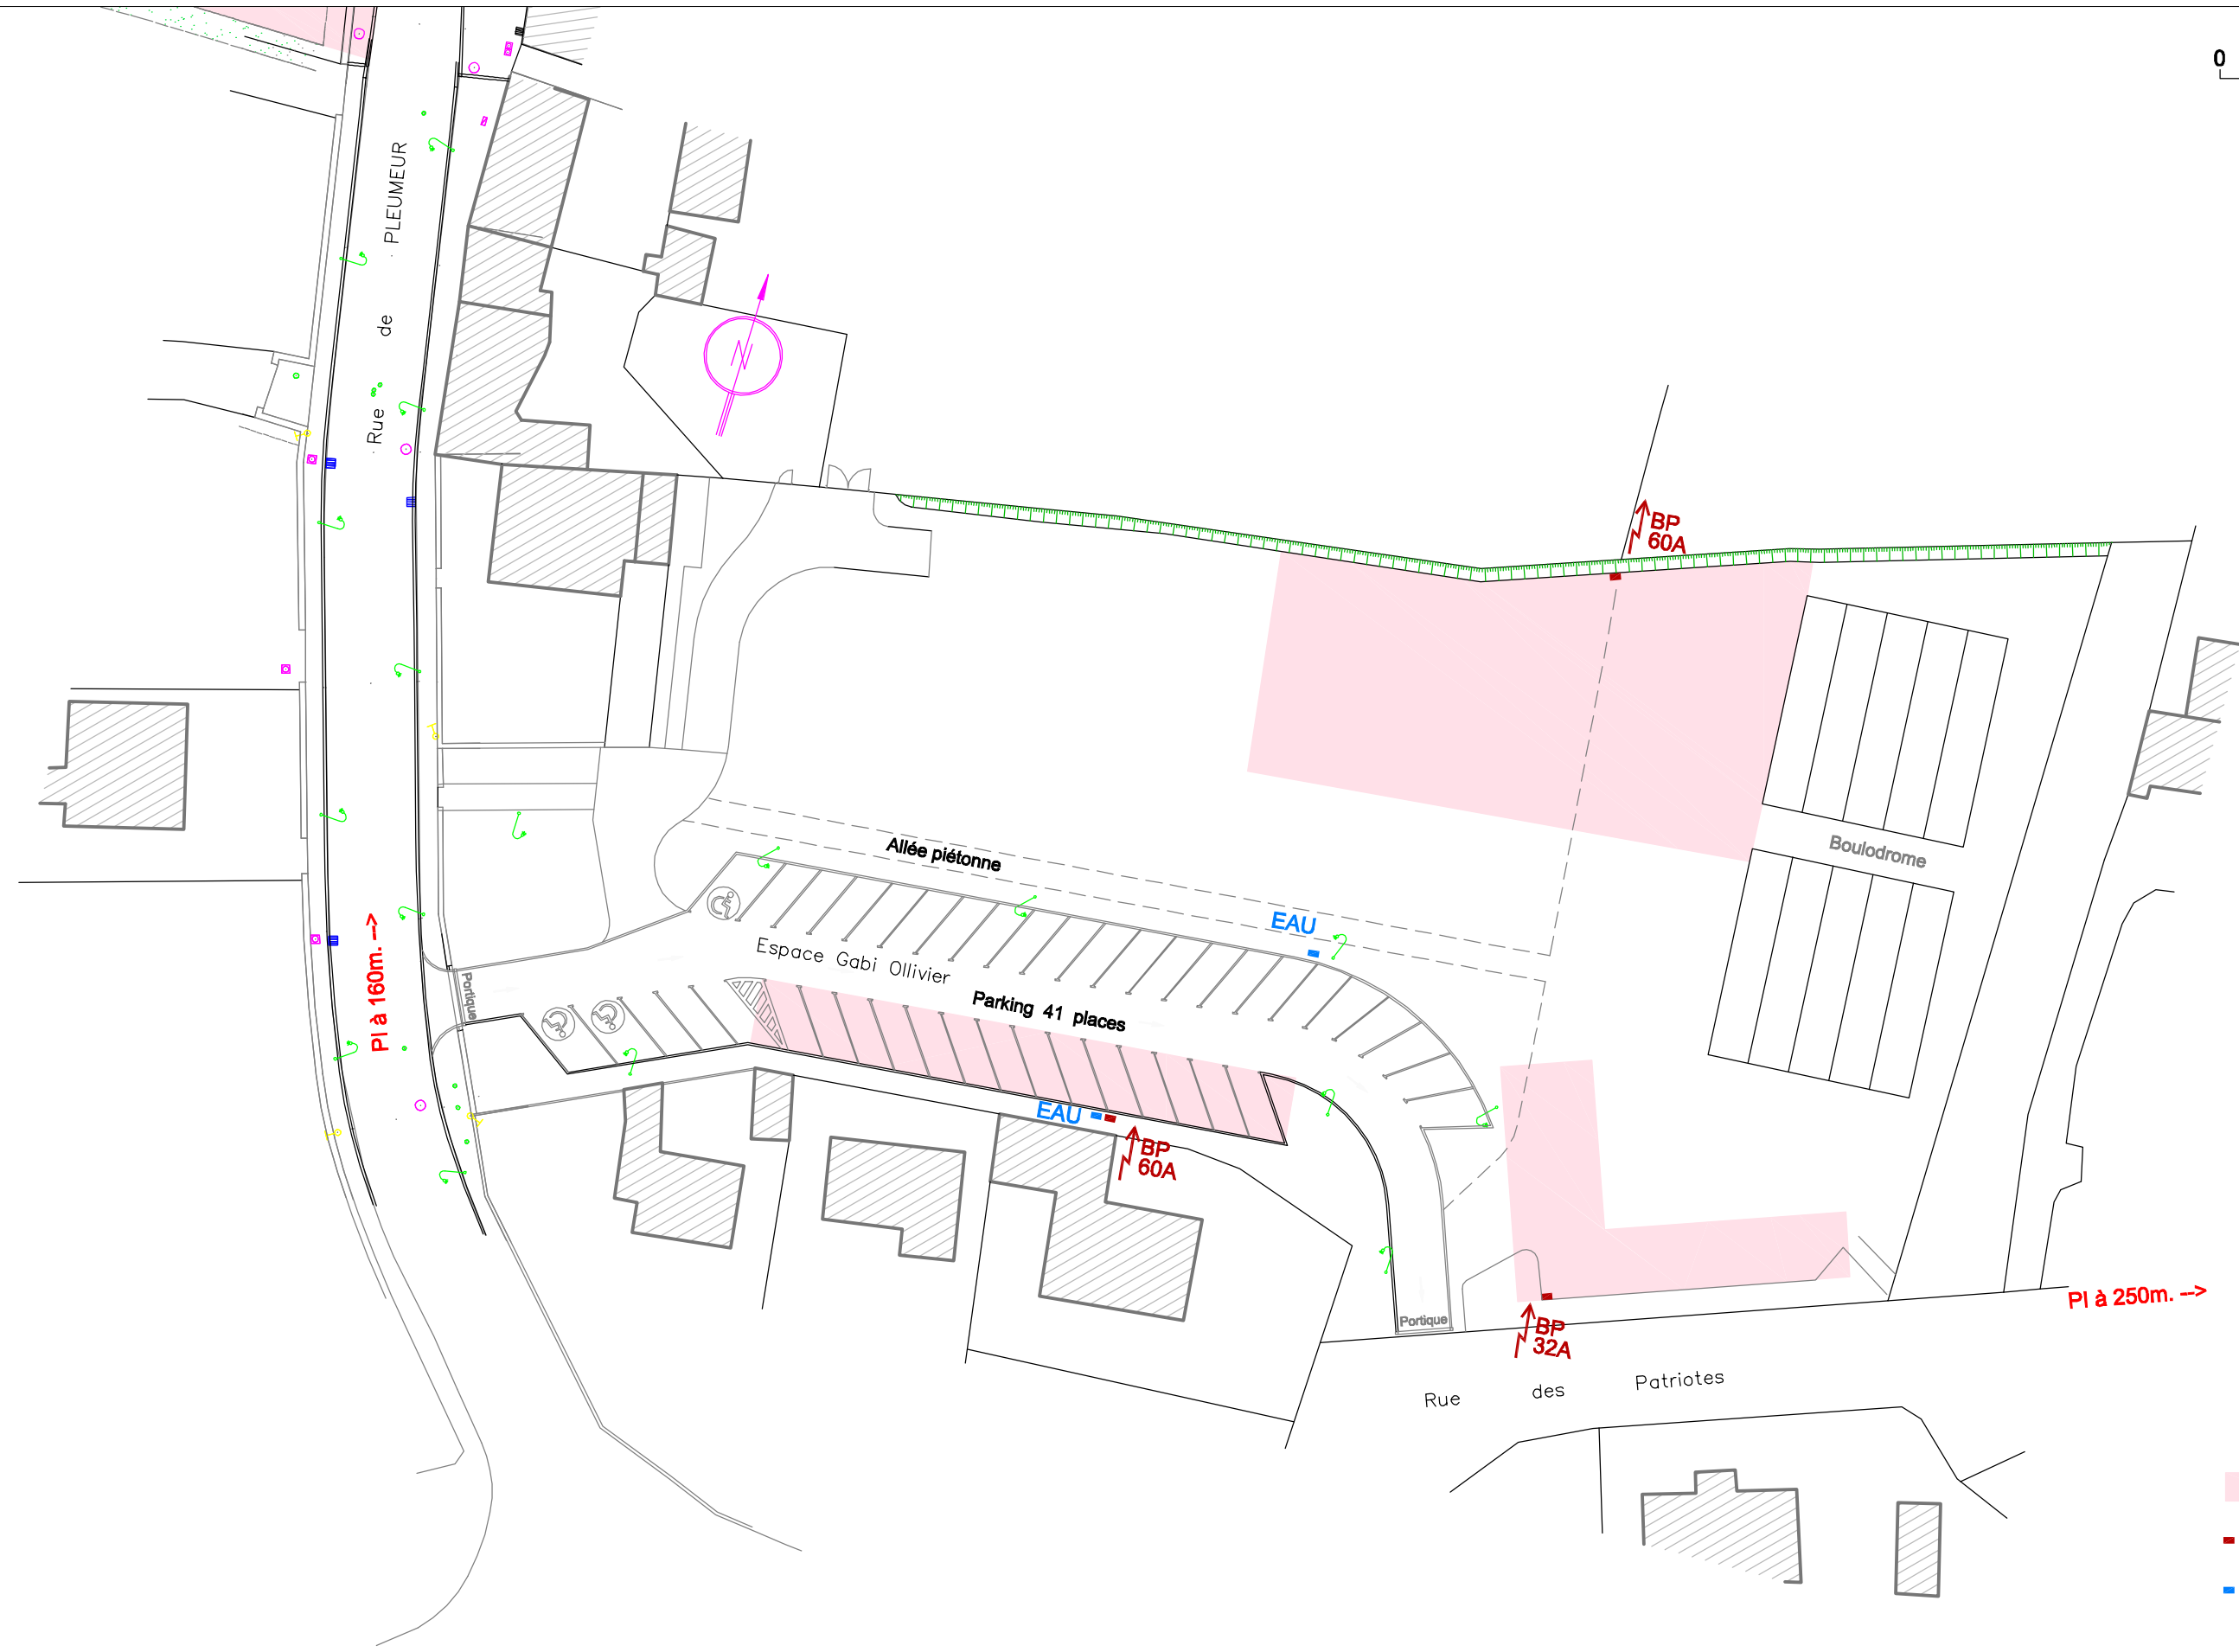 0
Rue de PLEUMEUR
N
BP
60A
Boulodrome
Allée piétonne
EAU
Espace Gabi Ollivier
Parking 41 places
Portique
PI à 160m. -->
EAU
BP
60A
PI à 250m. -->
Portique
BP
32A
Rue des Patriotes